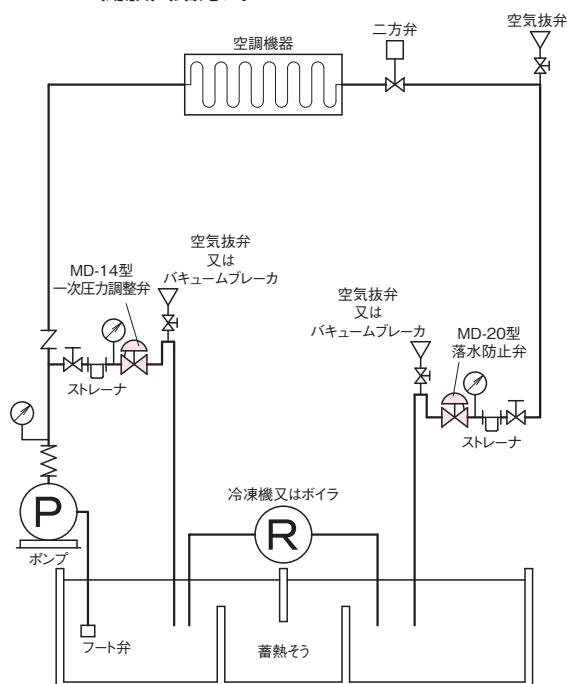 二方弁
空気抜弁
空調機器
空気抜弁
又は
バキュームブレーカ
MD-14型
一次圧力調整弁
空気抜弁
又は
バキュームブレーカ
MD-20型
落水防止弁
ストレーナ
ストレーナ
冷凍機又はボイラ
P
R
ポンプ
フート弁
蓄熱そう